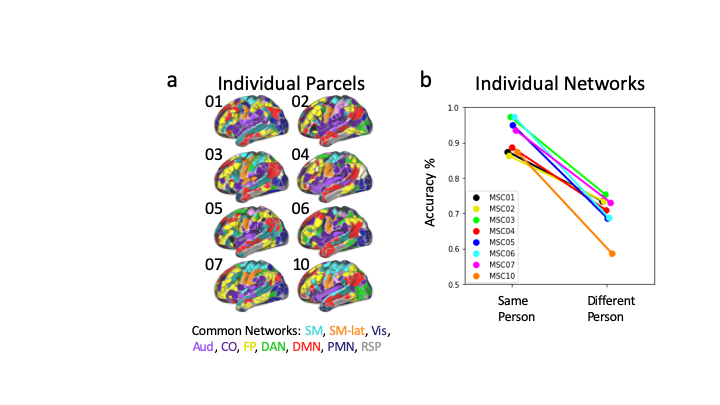 a Individual Parcels
01 02
03 04
05 06
07 10
Common Networks: SM, SM-lat, Vis,
Aud, CO, FP, DAN, DMN, PMN, RSP
b Individual Networks
Accuracy %
1.0
0.9
0.8
0.7
0.6
0.5
MSC01
MSC02
MSC03
MSC04
MSC05
MSC06
MSC07
MSC10
Same
Person
Different
Person